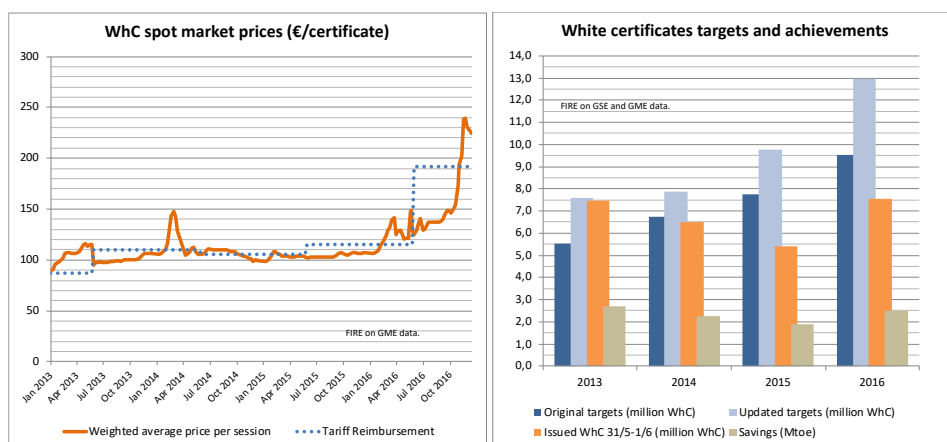 WhC spot market prices (€/certificate)
300
250
200
150
100
50
0
FIRE on GME data.
Jan 2013
Apr 2013
Jul 2013
Oct 2013
Jan 2014
Apr 2014
Jul 2014
Oct 2014
Jan 2015
Apr 2015
Jul 2015
Oct 2015
Jan 2016
Apr 2016
Jul 2016
Oct 2016
Weighted average price per session
Tariff Reimbursement
White certificates targets and achievements
14,0
13,0
12,0
11,0
10,0
9,0
8,0
7,0
6,0
5,0
4,0
3,0
2,0
1,0
0,0
FIRE on GSE and GME data.
2013
2014
2015
2016
Original targets (million WhC)
Updated targets (million WhC)
Issued WhC 31/5-1/6 (million WhC)
Savings (Mtoe)